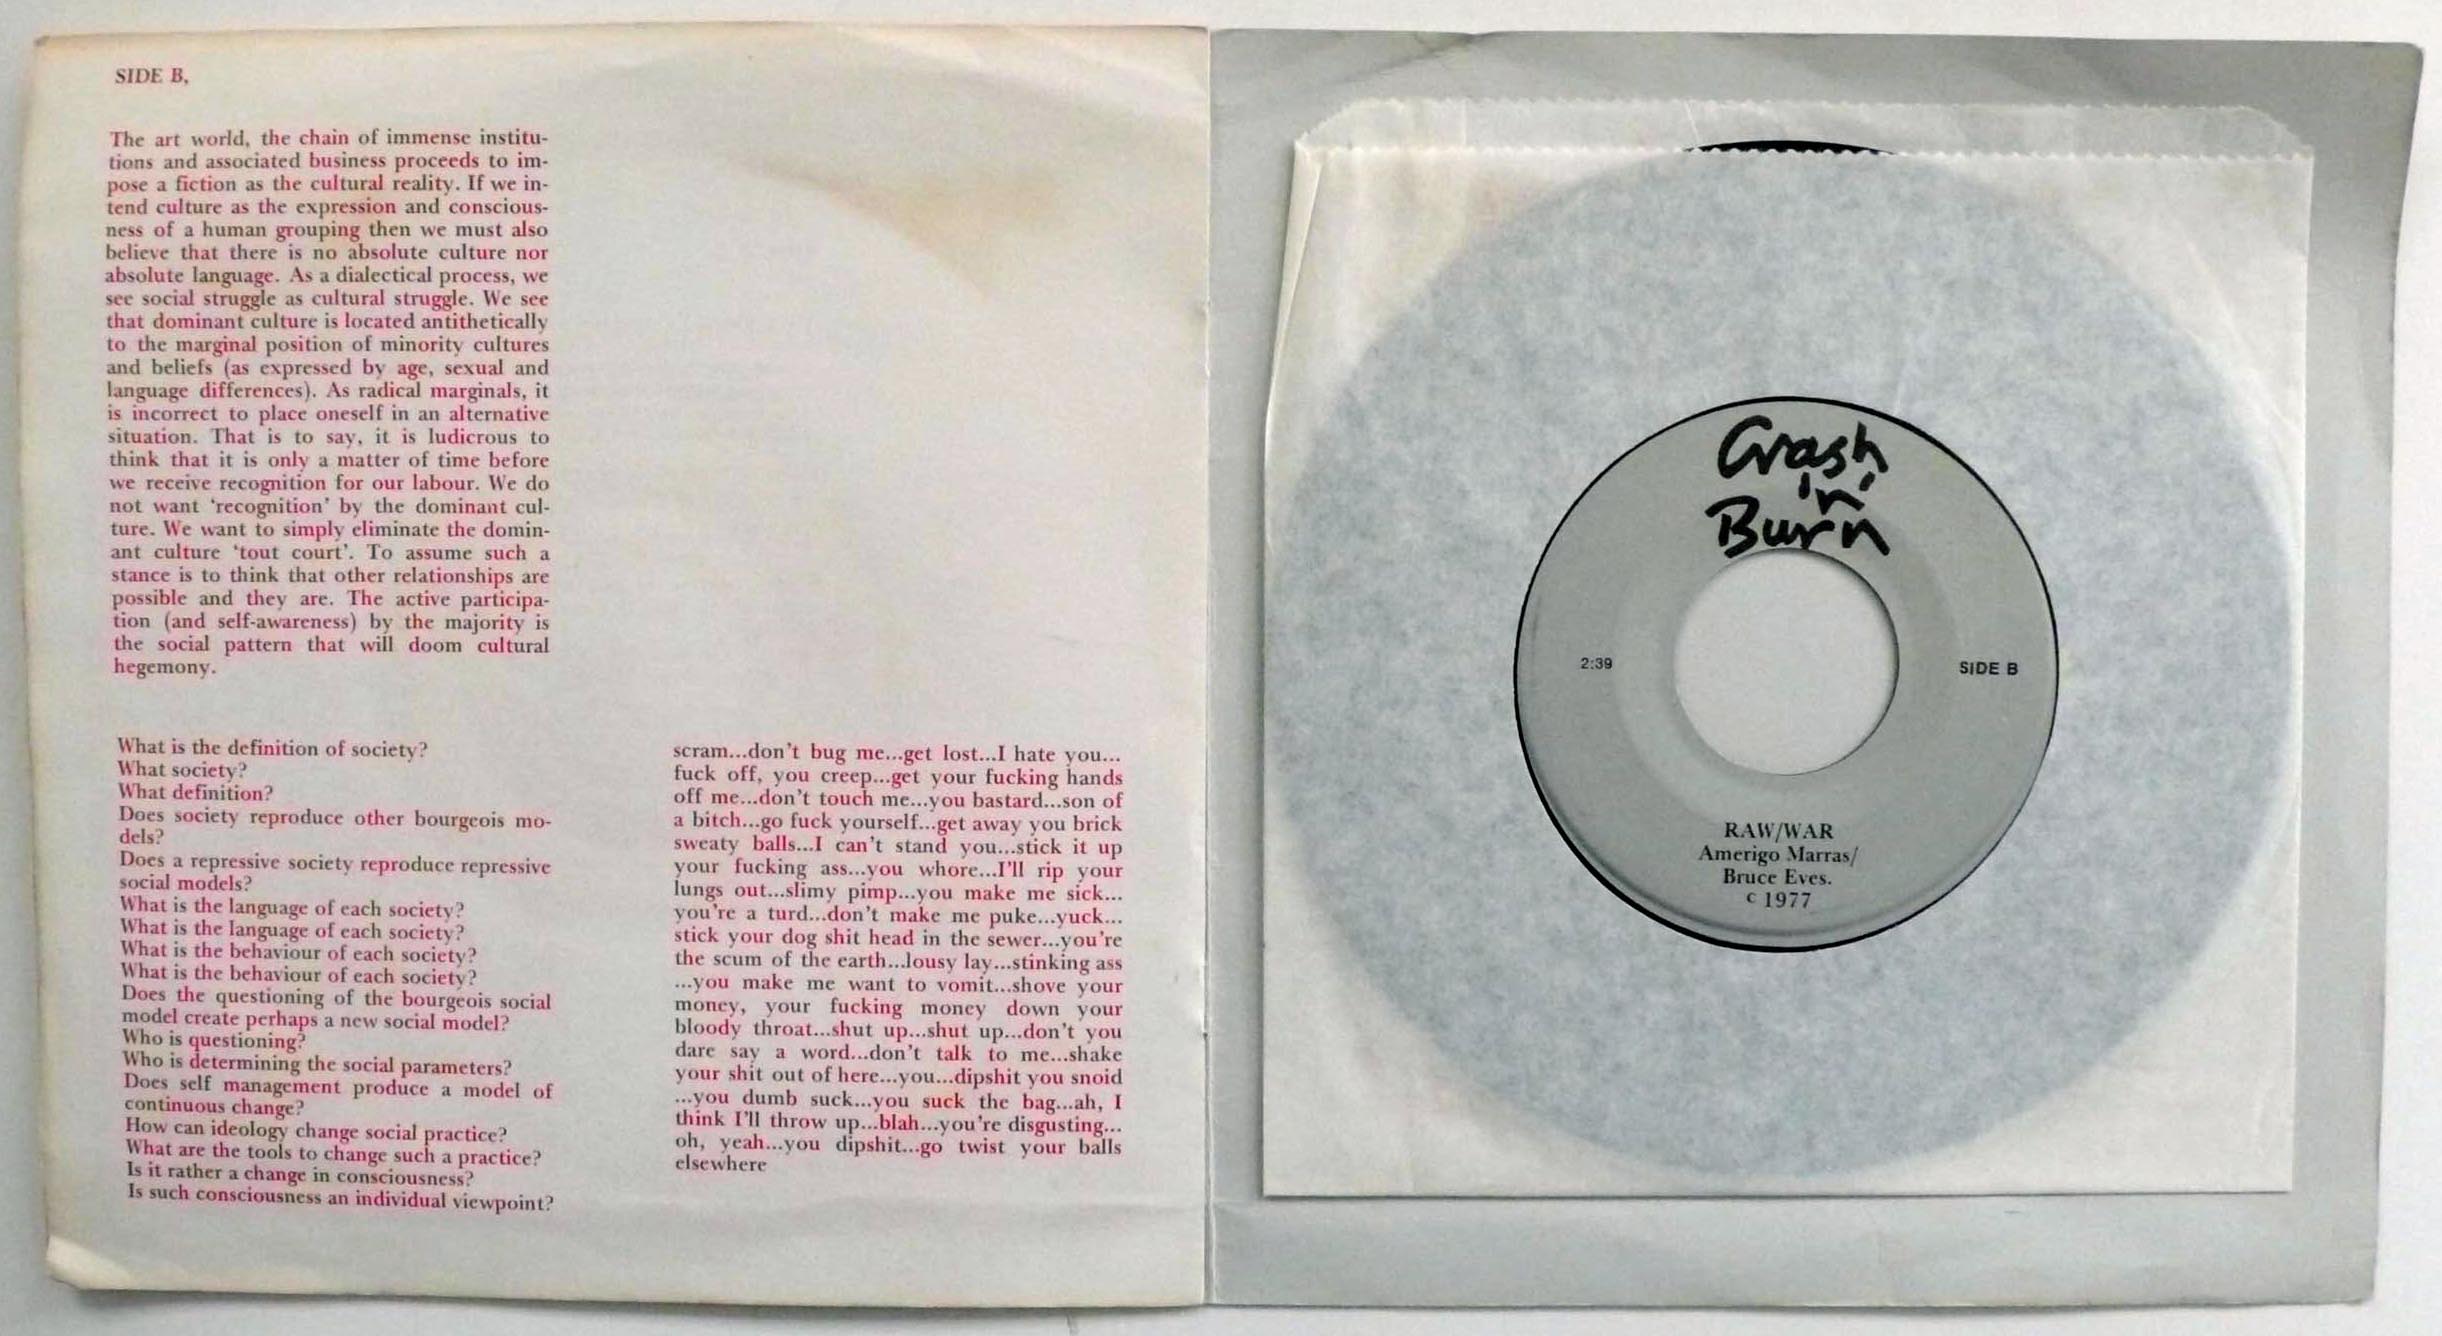 SIDE B,
The art world, the chain of immense institu-
tions and associated business proceeds to im-
pose a fiction as the cultural reality. If we in-
tend culture as the expression and conscious-
ness of a human grouping then we must also
believe that there is no absolute culture nor
absolute language. As a dialectical process, we
see social struggle as cultural struggle. We see
that dominant culture is located antithetically
to the marginal position of minority cultures
and beliefs (as expressed by age, sexual and
language differences). As radical marginals, it
is incorrect to place oneself in an alternative
situation. That is to say, it is ludicrous to
think that it is only a matter of time before
we receive recognition for our labour. We do
not want ‘recognition’ by the dominant cul-
ture. We want to simply eliminate the domin-
ant culture ‘tout court’. To assume such a
stance is to think that other relationships are
possible and they are. The active participa-
tion (and self-awareness) by the majority is
the social pattern that will doom cultural
hegemony.
What is the definition of society?
What society?
What definition?
Does society reproduce other bourgeois mo-
dels?
Does a repressive society reproduce repressive
social models?
What is the language of each society?
What is the language of each society?
What is the behaviour of each society?
What is the behaviour of each society?
Does the questioning of the bourgeois social
model create perhaps a new social model?
Who is questioning?
Who is determining the social parameters?
Does self management produce a model of
continuous change?
How can ideology change social practice?
What are the tools to change such a practice?
Is it rather a change in consciousness?
Is such consciousness an individual viewpoint?
scram...don't bug me...get lost...I hate you...
fuck off, you creep...get your fucking hands
off me...don't touch me...you bastard...son of
a bitch...go fuck yourself...get away you brick
sweaty balls...I can't stand you...stick it up
your fucking ass...you whore...I'll rip your
lungs out...slimy pimp...you make me sick...
you're a turd...don't make me puke...yuck...
stick your dog shit head in the sewer...you're
the scum of the earth...lousy lay...stinking ass
...you make me want to vomit...shove your
money, your fucking money down your
bloody throat...shut up...shut up...don't you
dare say a word...don't talk to me...shake
your shit out of here...you...dipshit you snoid
...you dumb suck...you suck the bag...ah, I
think I'll throw up...blah...you're disgusting...
oh, yeah...you dipshit...go twist your balls
elsewhere
Crash
'n'
Burn
2:39
SIDE B
RAW/WAR
Amerigo Marras/
Bruce Eves.
c 1977